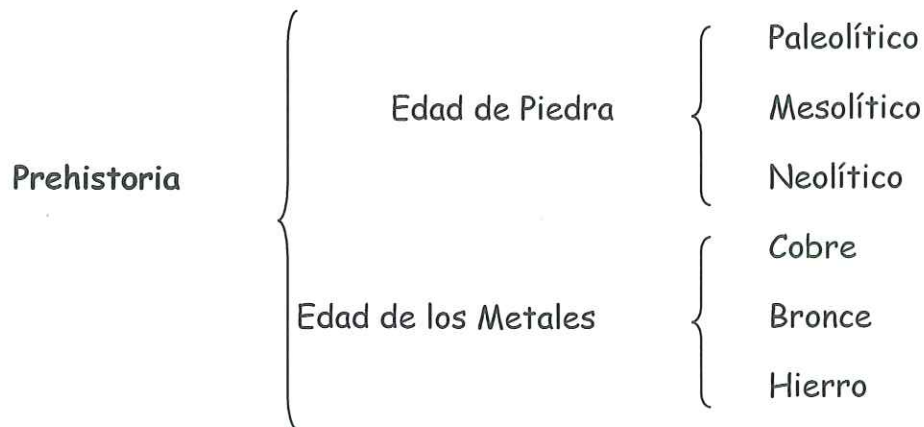 Prehistoria
Edad de Piedra
Paleolítico
Mesolítico
Neolítico
Edad de los Metales
Cobre
Bronce
Hierro